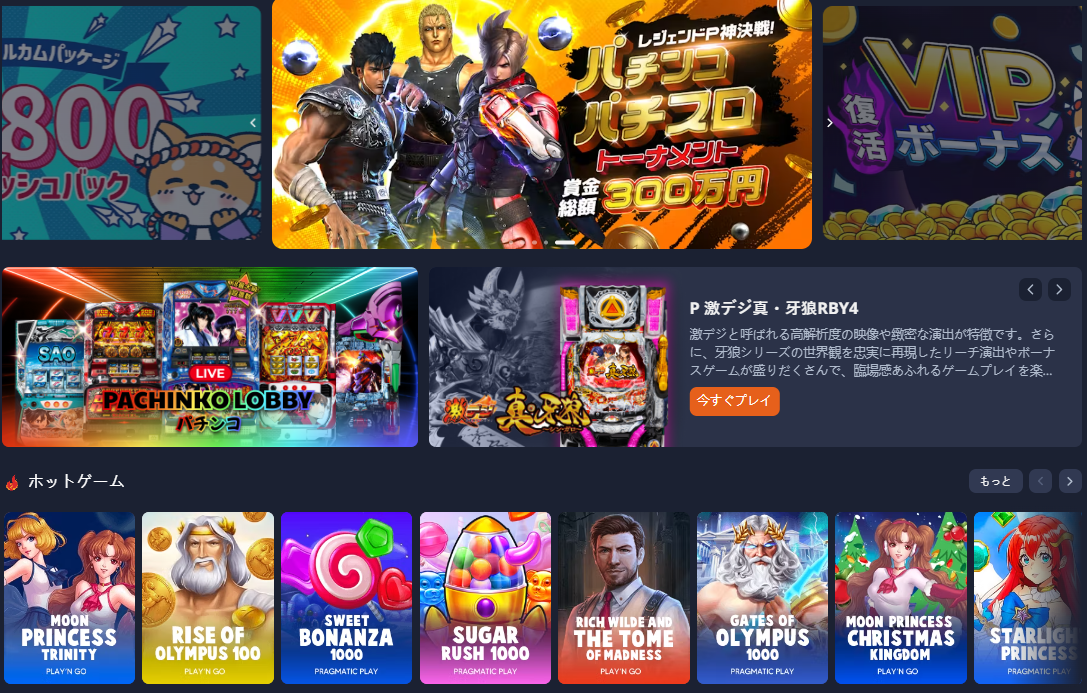 ルカムパッケージ
800
ッシュバック
レジェンドP神決戦!
パチンコ
パチスロ
トーナメント
賞金
総額
300万円
VIP
復活
ボーナス
SAO
LIVE
PACHINKO LOBBY
パチンコ
激デジ
真・牙狼
P 激デジ真・牙狼RBY4
激デジと呼ばれる高解析度の映像や緻密な演出が特徴です。さら
に、牙狼シリーズの世界観を忠実に再現したリーチ演出やボーナ
スゲームが盛りだくさんで、臨場感あふれるゲームプレイを楽...
今すぐプレイ
ホットゲーム
もっと
MOON
PRINCESS
TRINITY
PLAY'N GO
RISE OF
OLYMPUS 100
PLAY'N GO
SWEET
BONANZA
1000
PRAGMATIC PLAY
SUGAR
RUSH 1000
PRAGMATIC PLAY
RICH WILDE AND
THE TOME
OF MADNESS
PLAY'N GO
GATES OF
OLYMPUS
1000
PRAGMATIC PLAY
MOON PRINCESS
CHRISTMAS
KINGDOM
PLAY'N GO
STARLIGH
PRINCESS
PRAGMATIC PLAY